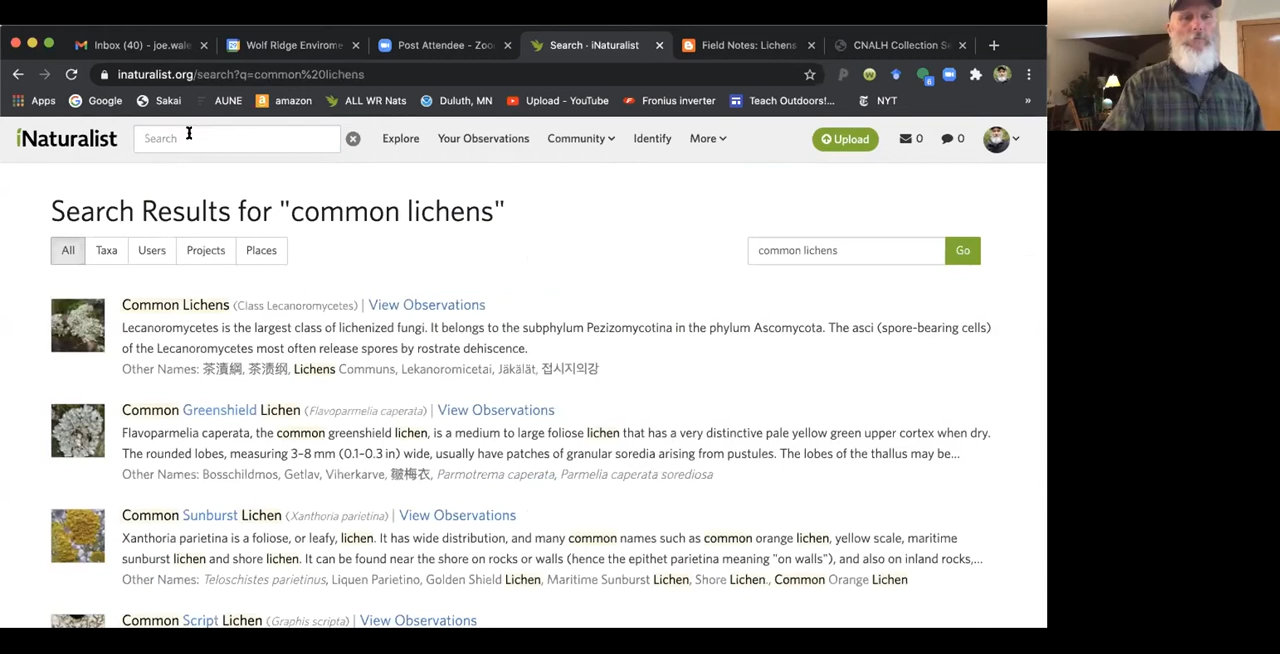 Inbox (40) - joe.wale
Wolf Ridge Environme
Post Attendee - Zoo
Search - iNaturalist
Field Notes: Lichens
CNALH Collection Se
inaturalist.org/search?q=common%20lichens
Apps
Google
Sakai
AUNE
amazon
ALL WR Nats
Duluth, MN
Upload - YouTube
Fronius inverter
Teach Outdoors!...
NYT
»
iNaturalist
Search
Explore
Your Observations
Community
Identify
More
Upload
0
0
Search Results for "common lichens"
All
Taxa
Users
Projects
Places
common lichens
Go
Common Lichens (Class Lecanoromycetes) | View Observations
Lecanoromycetes is the largest class of lichenized fungi. It belongs to the subphylum Pezizomycotina in the phylum Ascomycota. The asci (spore-bearing cells)
of the Lecanoromycetes most often release spores by rostrate dehiscence.
Other Names: 茶漬綱, 茶渍纲, Lichens Communs, Lekanoromicetai, Jäkälät, 접시지의강
Common Greenshield Lichen (Flavoparmelia caperata) | View Observations
Flavoparmelia caperata, the common greenshield lichen, is a medium to large foliose lichen that has a very distinctive pale yellow green upper cortex when dry.
The rounded lobes, measuring 3–8 mm (0.1–0.3 in) wide, usually have patches of granular soredia arising from pustules. The lobes of the thallus may be...
Other Names: Bosschildmos, Getlav, Viherkarve, 皺梅衣, Parmotrema caperata, Parmelia caperata sorediosa
Common Sunburst Lichen (Xanthoria parietina) | View Observations
Xanthoria parietina is a foliose, or leafy, lichen. It has wide distribution, and many common names such as common orange lichen, yellow scale, maritime
sunburst lichen and shore lichen. It can be found near the shore on rocks or walls (hence the epithet parietina meaning "on walls"), and also on inland rocks,...
Other Names: Teloschistes parietinus, Liquen Parietino, Golden Shield Lichen, Maritime Sunburst Lichen, Shore Lichen., Common Orange Lichen
Common Script Lichen (Graphis scripta) | View Observations